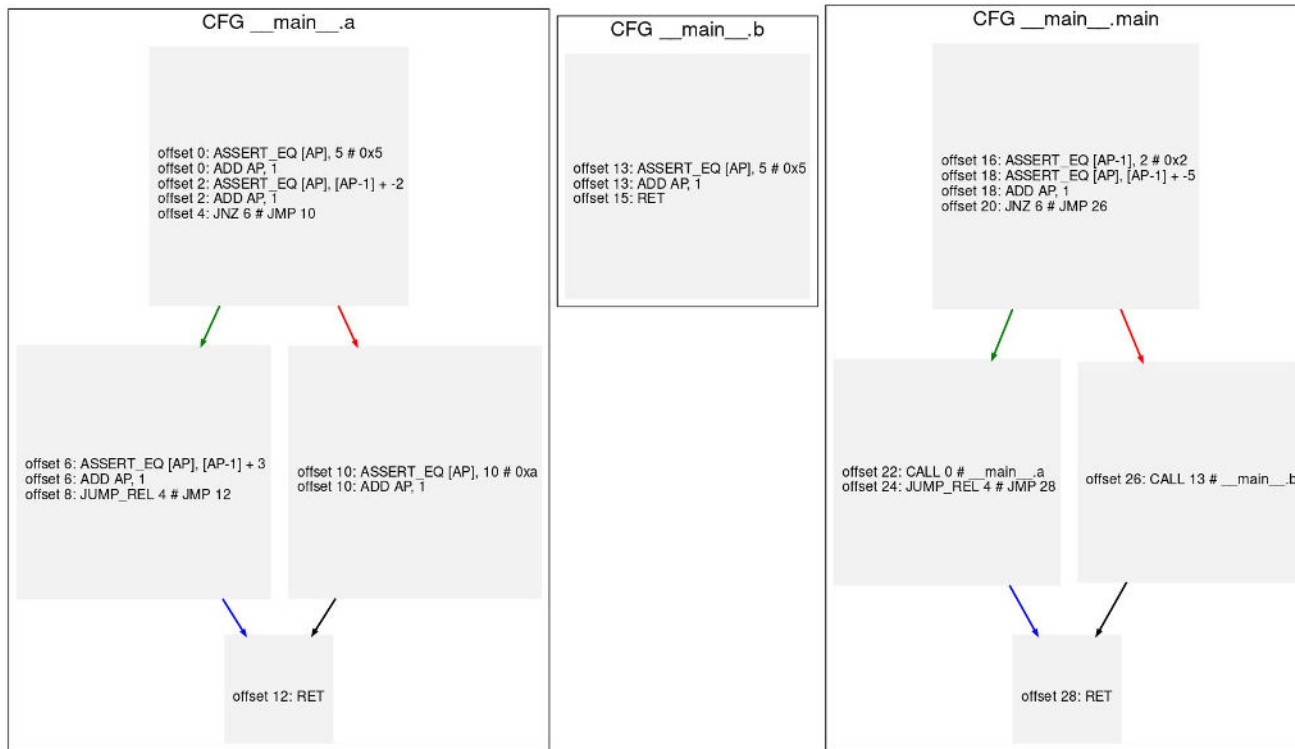 CFG __main__.a
offset 0: ASSERT_EQ [AP], 5 # 0x5
offset 0: ADD AP, 1
offset 2: ASSERT_EQ [AP], [AP-1] + -2
offset 2: ADD AP, 1
offset 4: JNZ 6 # JMP 10
offset 6: ASSERT_EQ [AP], [AP-1] + 3
offset 6: ADD AP, 1
offset 8: JUMP_REL 4 # JMP 12
offset 10: ASSERT_EQ [AP], 10 # 0xa
offset 10: ADD AP, 1
offset 12: RET
CFG __main__.b
offset 13: ASSERT_EQ [AP], 5 # 0x5
offset 13: ADD AP, 1
offset 15: RET
CFG __main__.main
offset 16: ASSERT_EQ [AP-1], 2 # 0x2
offset 18: ASSERT_EQ [AP], [AP-1] + -5
offset 18: ADD AP, 1
offset 20: JNZ 6 # JMP 26
offset 22: CALL 0 # __main__.a
offset 24: JUMP_REL 4 # JMP 28
offset 26: CALL 13 # __main__.b
offset 28: RET